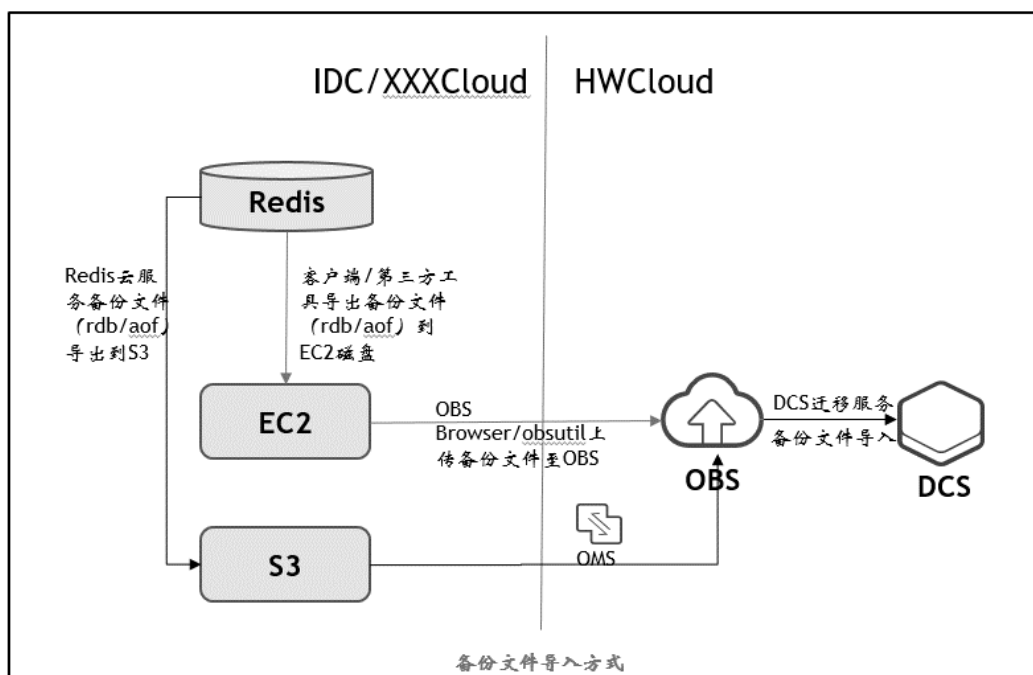 IDC/XXXCloud
HWCloud
Redis
Redis云服
务备份文件
（rdb/aof）
导出到S3
客户端/第三方工
具导出备份文件
（rdb/aof）到
EC2磁盘
EC2
OBS
Browser/obsutil上
传备份文件至OBS
OBS
DCS迁移服务
备份文件导入
DCS
S3
OMS
备份文件导入方式